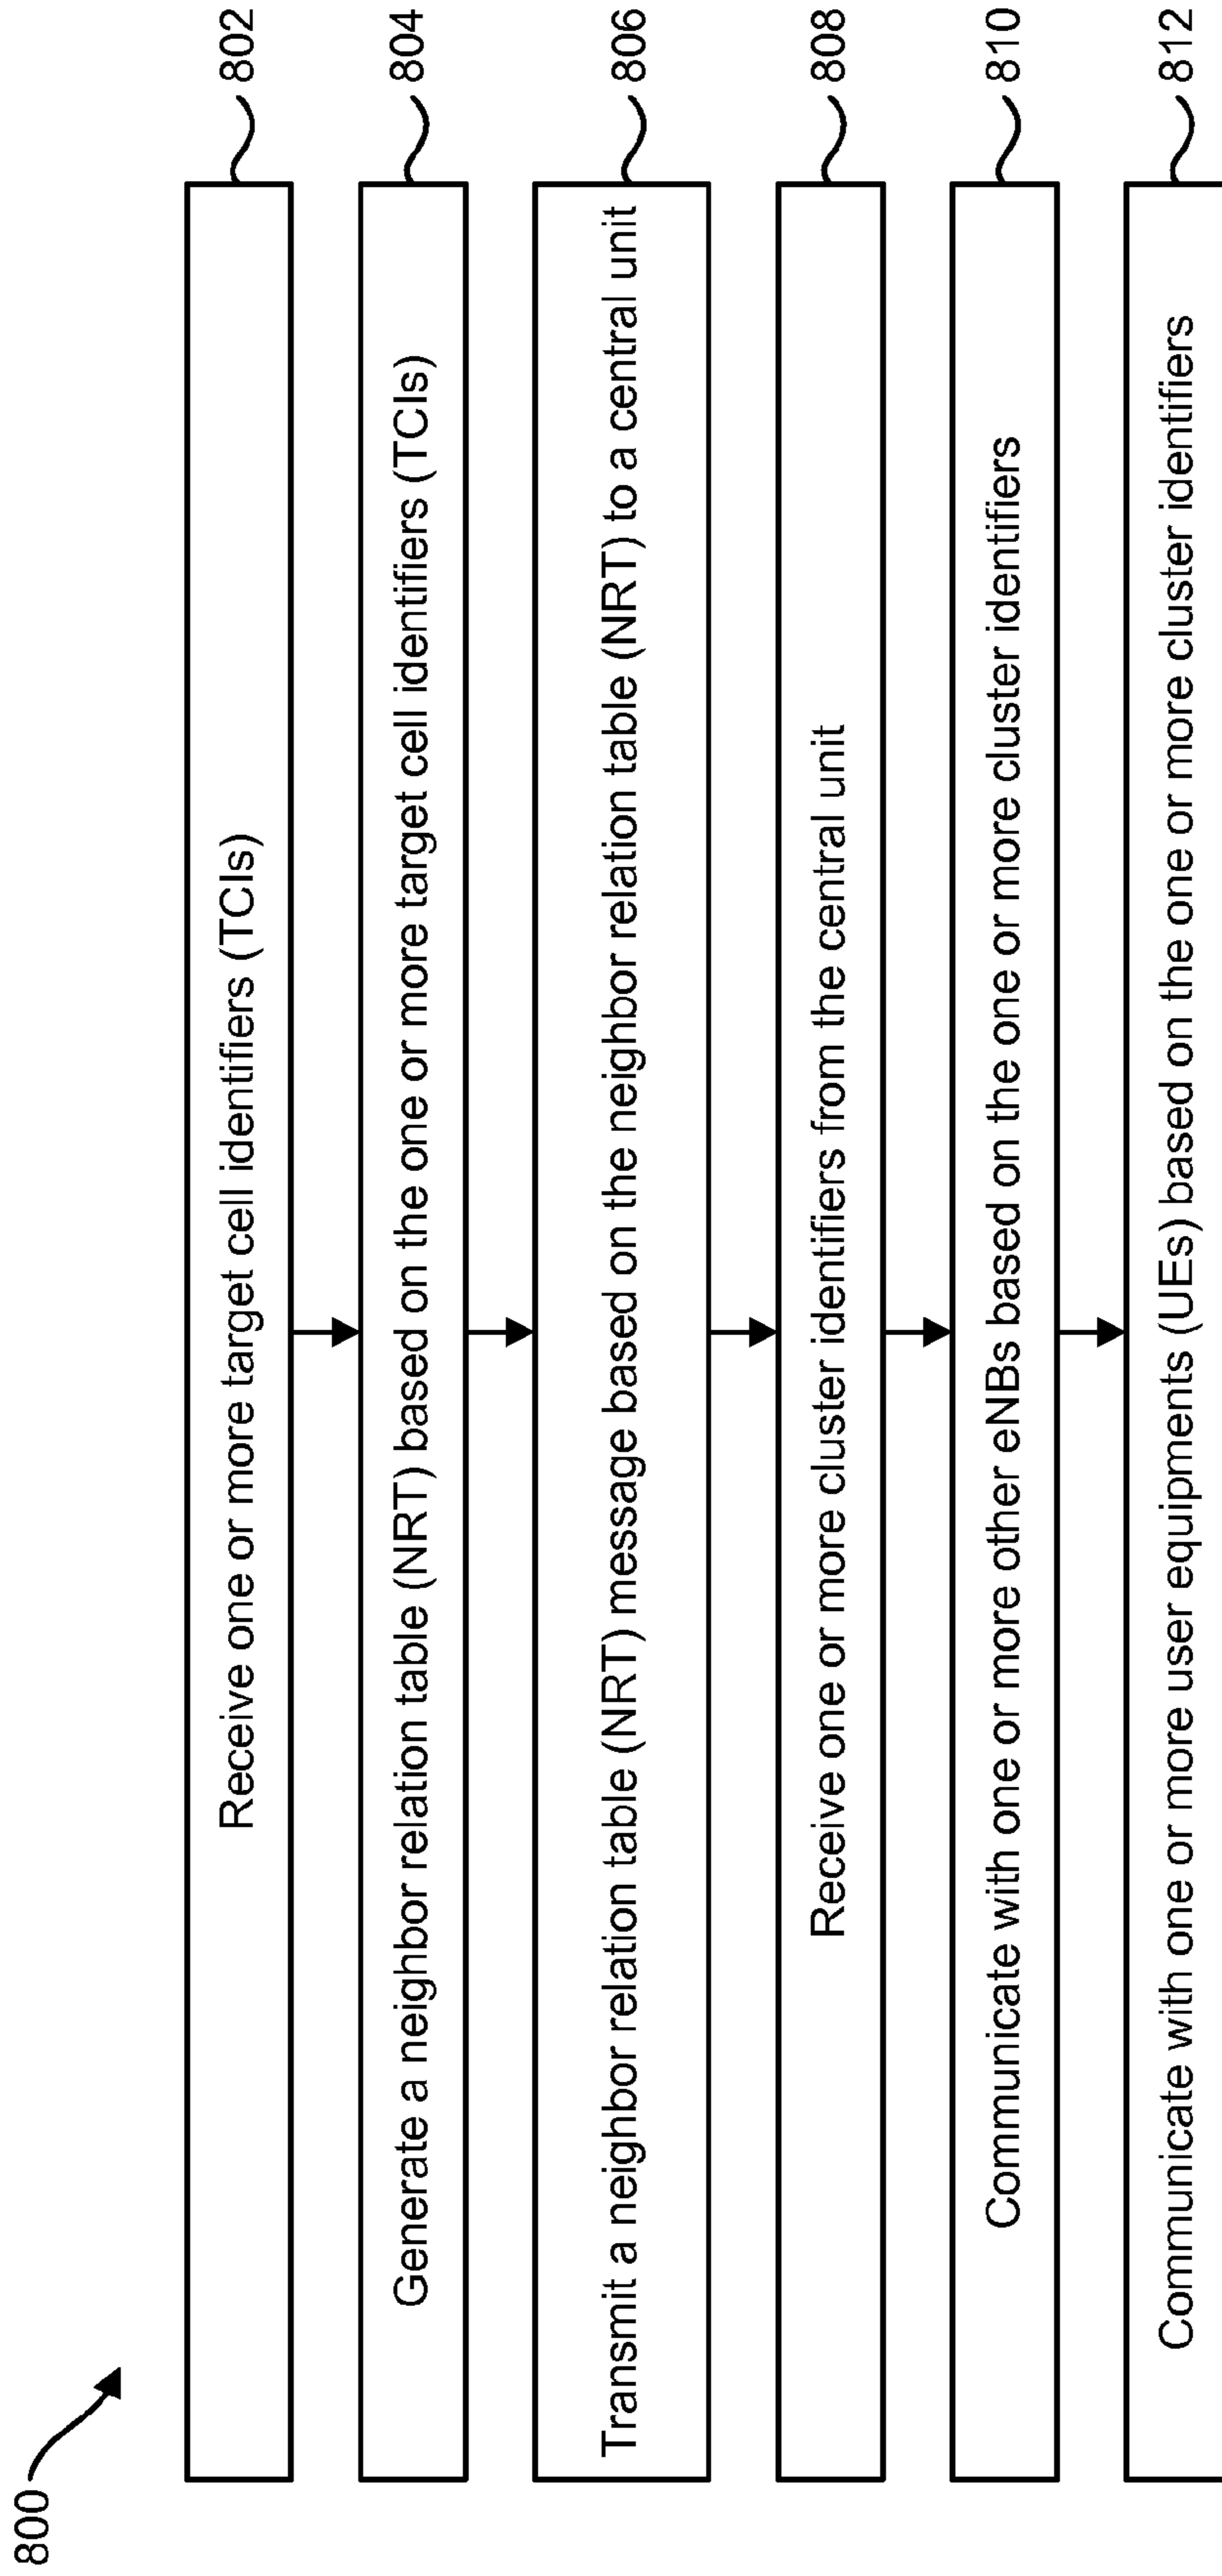 800
Receive one or more target cell identifiers (TCIs)
802
Generate a neighbor relation table (NRT) based on the one or more target cell identifiers (TCIs)
804
Transmit a neighbor relation table (NRT) message based on the neighbor relation table (NRT) to a central unit
806
Receive one or more cluster identifiers from the central unit
808
Communicate with one or more other eNBs based on the one or more cluster identifiers
810
Communicate with one or more user equipments (UEs) based on the one or more cluster identifiers
812